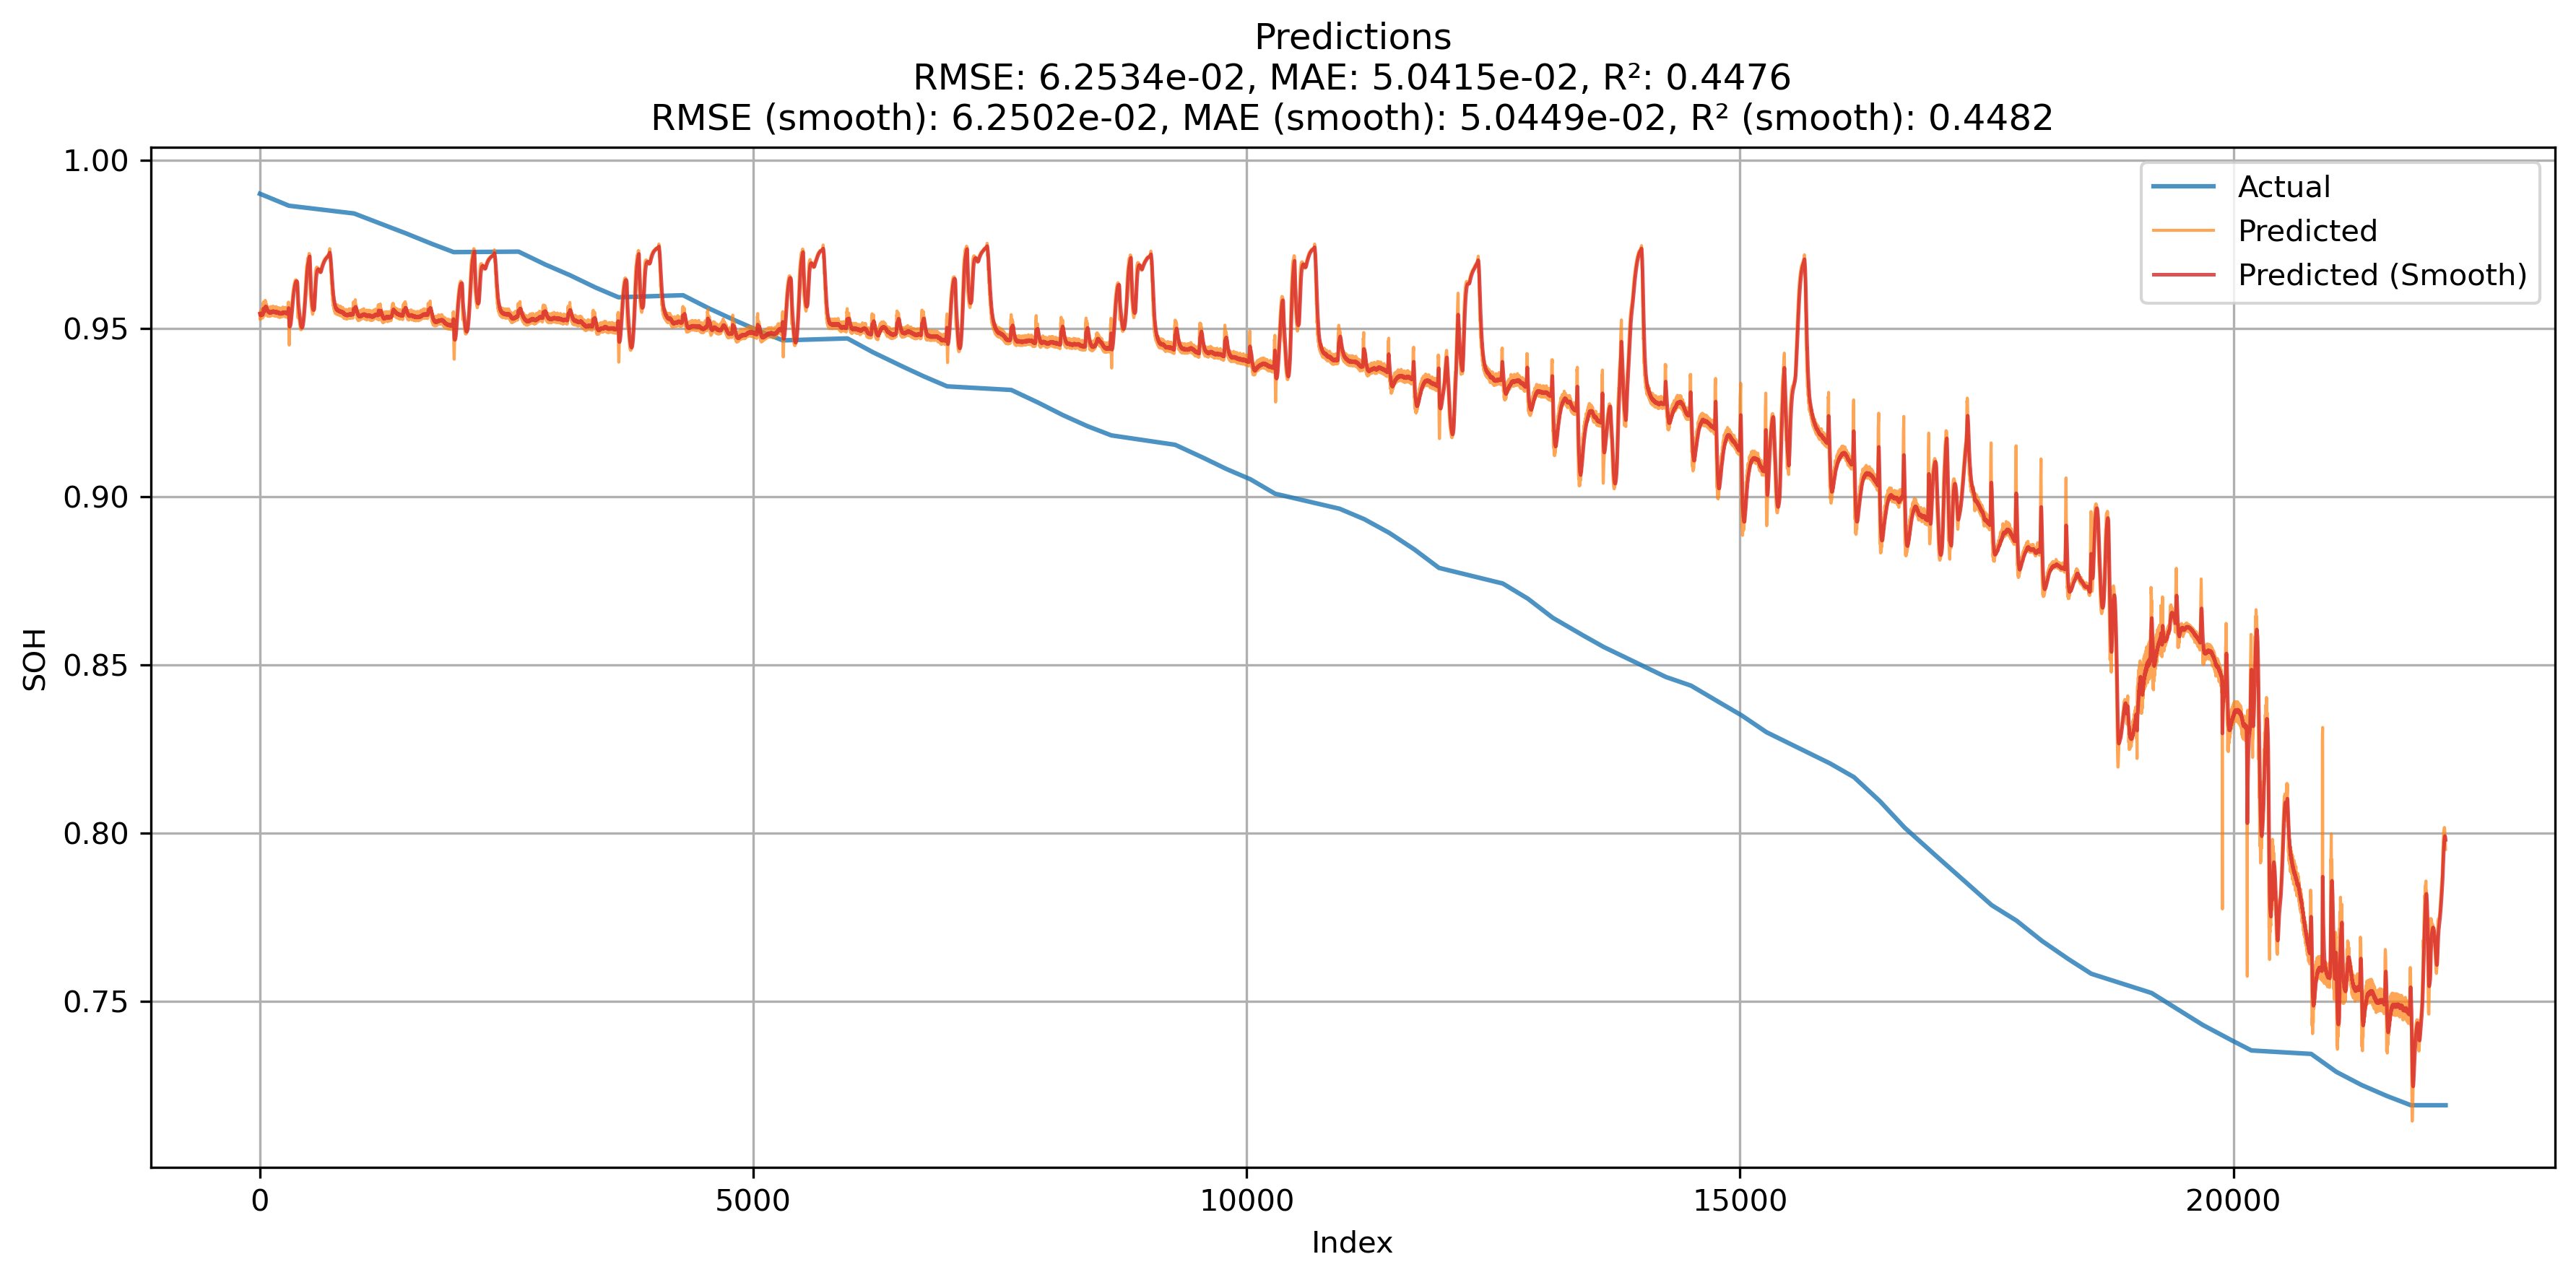 Predictions
RMSE: 6.2534e-02, MAE: 5.0415e-02, R²: 0.4476
RMSE (smooth): 6.2502e-02, MAE (smooth): 5.0449e-02, R² (smooth): 0.4482
Actual
Predicted
Predicted (Smooth)
SOH
1.00
0.95
0.90
0.85
0.80
0.75
0
5000
10000
15000
20000
Index